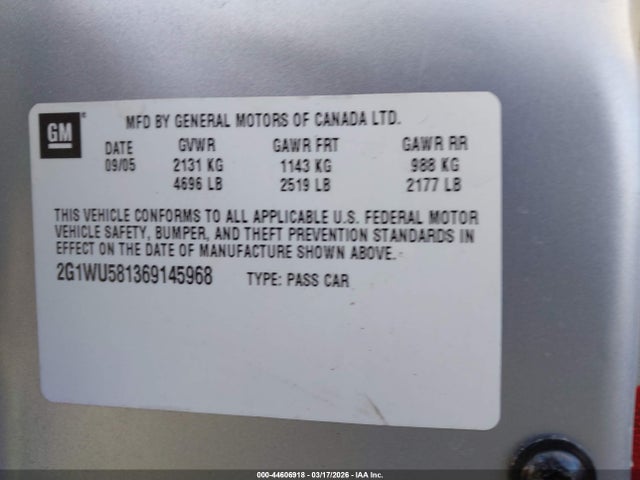 GM®
MFD BY GENERAL MOTORS OF CANADA LTD.
DATE GVWR GAWR FRT GAWR RR
09/05 2131 KG 1143 KG 988 KG
4696 LB 2519 LB 2177 LB
THIS VEHICLE CONFORMS TO ALL APPLICABLE U.S. FEDERAL MOTOR
VEHICLE SAFETY, BUMPER, AND THEFT PREVENTION STANDARDS IN
EFFECT ON THE DATE OF MANUFACTURE SHOWN ABOVE.
2G1WU581369145968 TYPE: PASS CAR
000-44606918 - 03/17/2026 - IAA Inc.